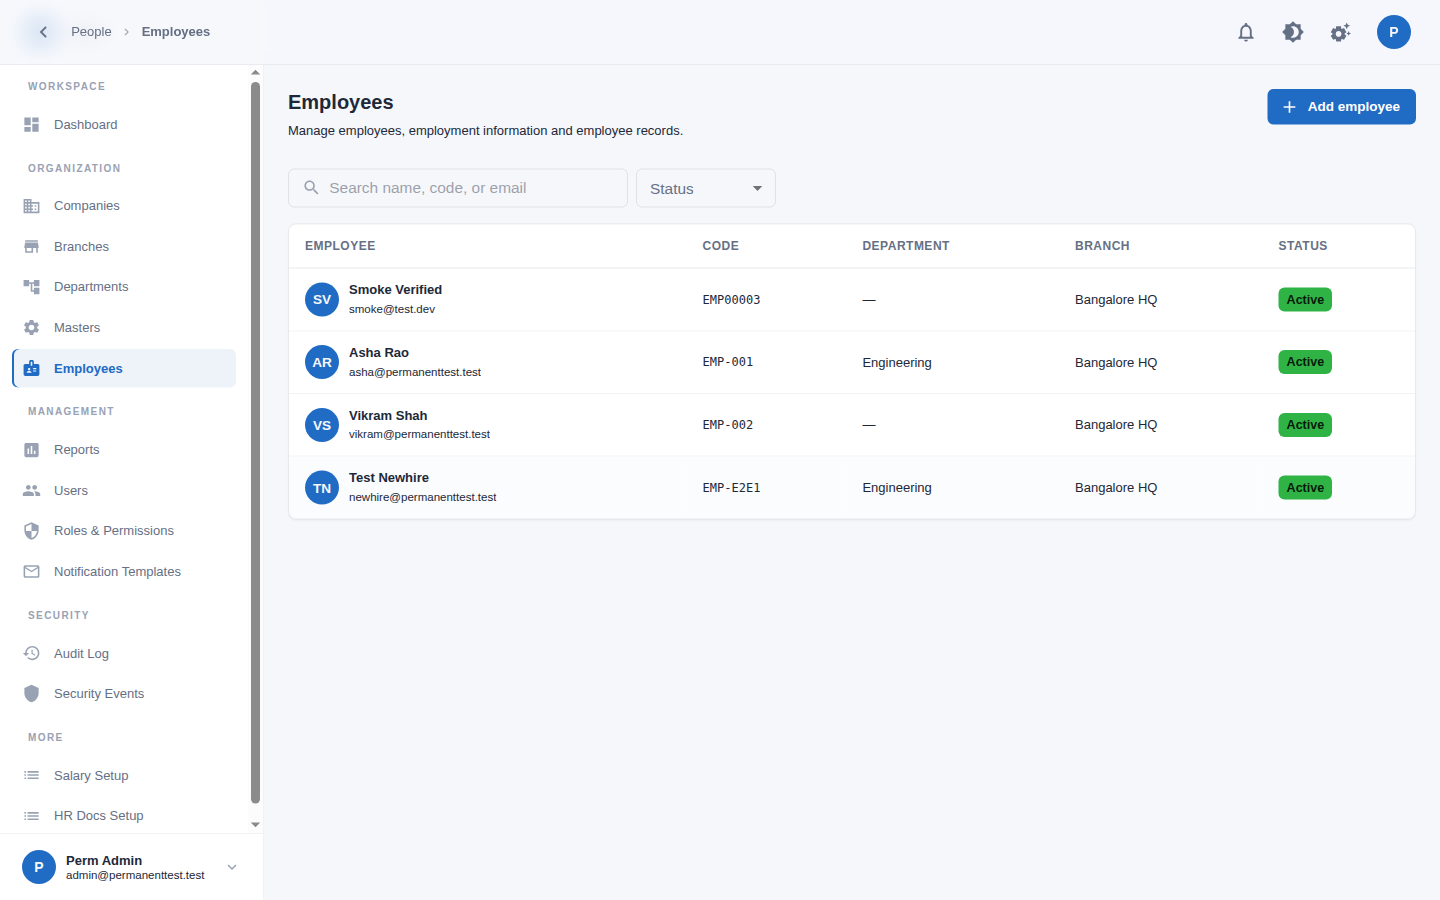 People
Employees
P
WORKSPACE
Dashboard
ORGANIZATION
Companies
Branches
Departments
Masters
Employees
MANAGEMENT
Reports
Users
Roles & Permissions
Notification Templates
SECURITY
Audit Log
Security Events
MORE
Salary Setup
HR Docs Setup
P
Perm Admin
admin@permanenttest.test
Employees
Manage employees, employment information and employee records.
Add employee
Search name, code, or email
Status
EMPLOYEE CODE DEPARTMENT BRANCH STATUS
SV Smoke Verified smoke@test.dev EMP00003 — Bangalore HQ Active
AR Asha Rao asha@permanenttest.test EMP-001 Engineering Bangalore HQ Active
VS Vikram Shah vikram@permanenttest.test EMP-002 — Bangalore HQ Active
TN Test Newhire newhire@permanenttest.test EMP-E2E1 Engineering Bangalore HQ Active